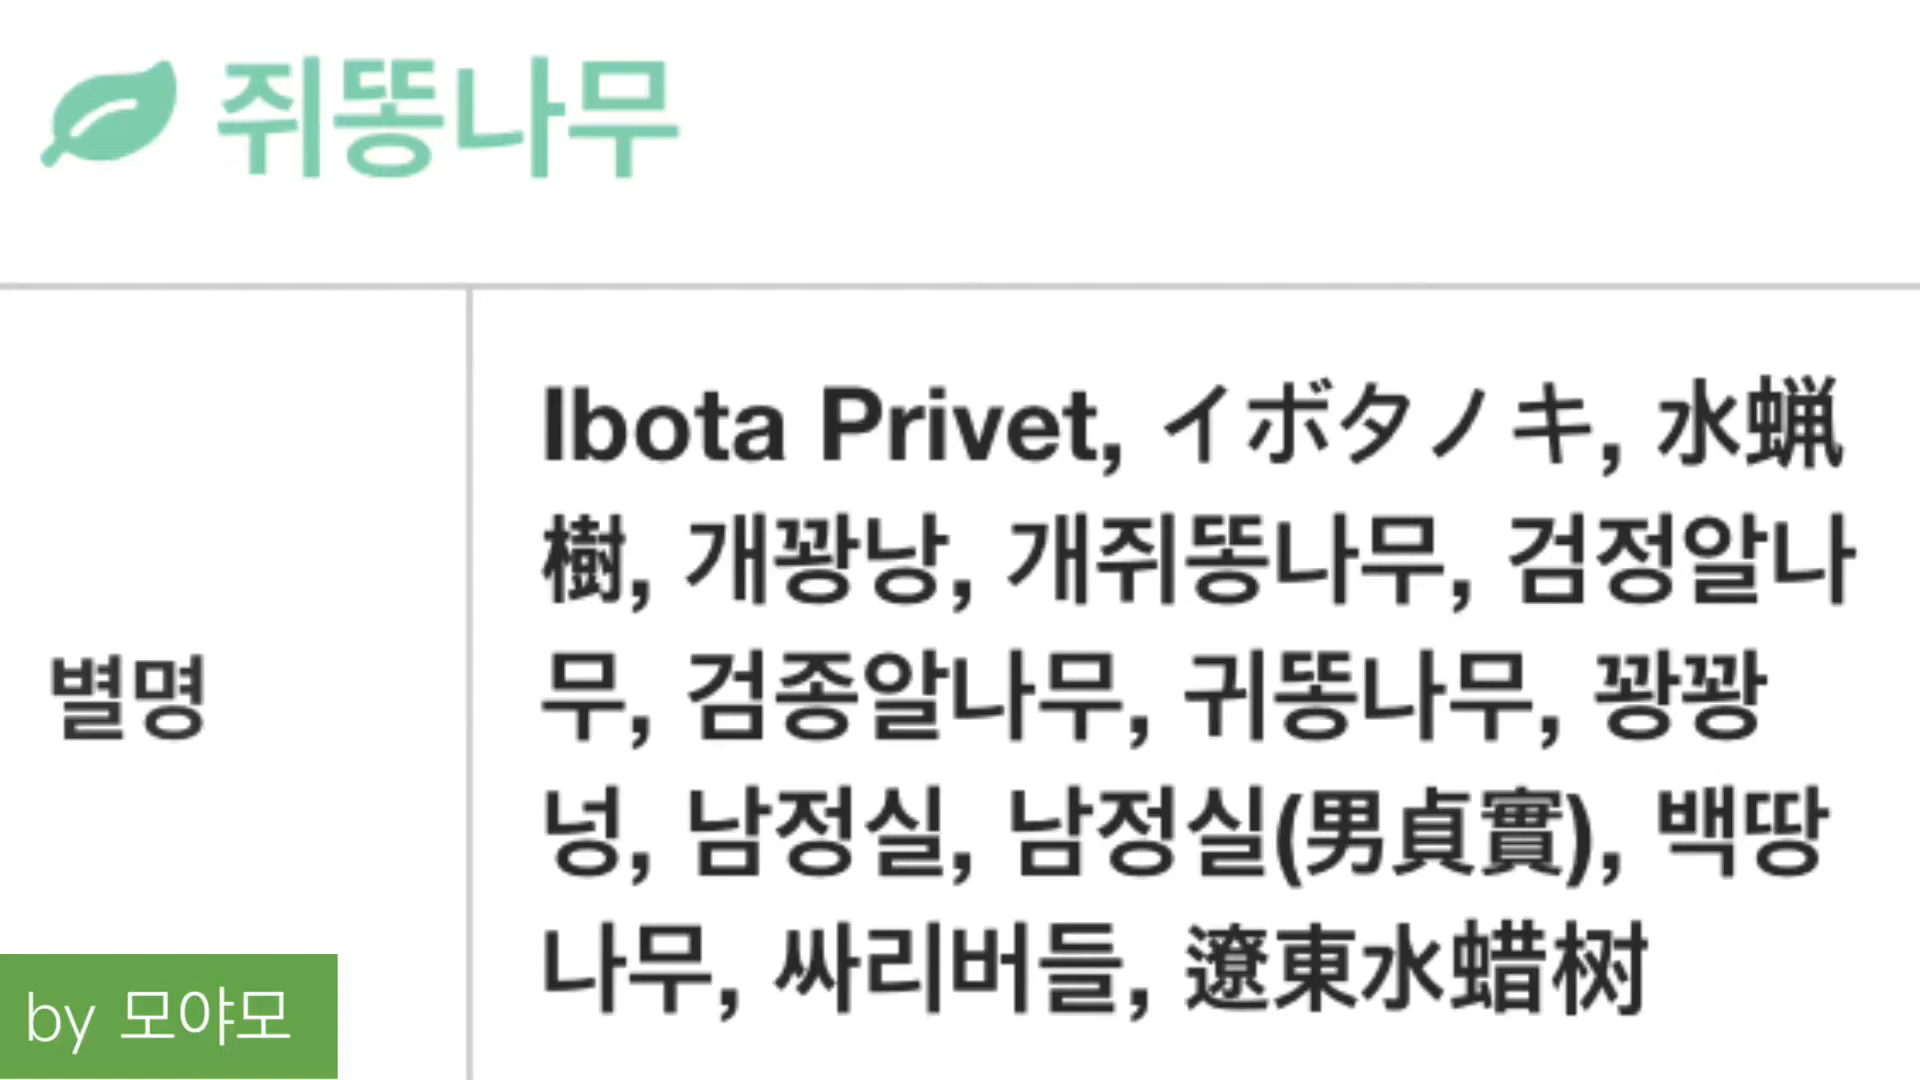 쥐똥나무
별명
Ibota Privet, イボタノキ, 水蝋
樹, 개꽝낭, 개쥐똥나무, 검정알나
무, 검종알나무, 귀똥나무, 꽝꽝
넝, 남정실, 남정실(男貞實), 백땅
나무, 싸리버들, 遼東水蜡树
by 모야모